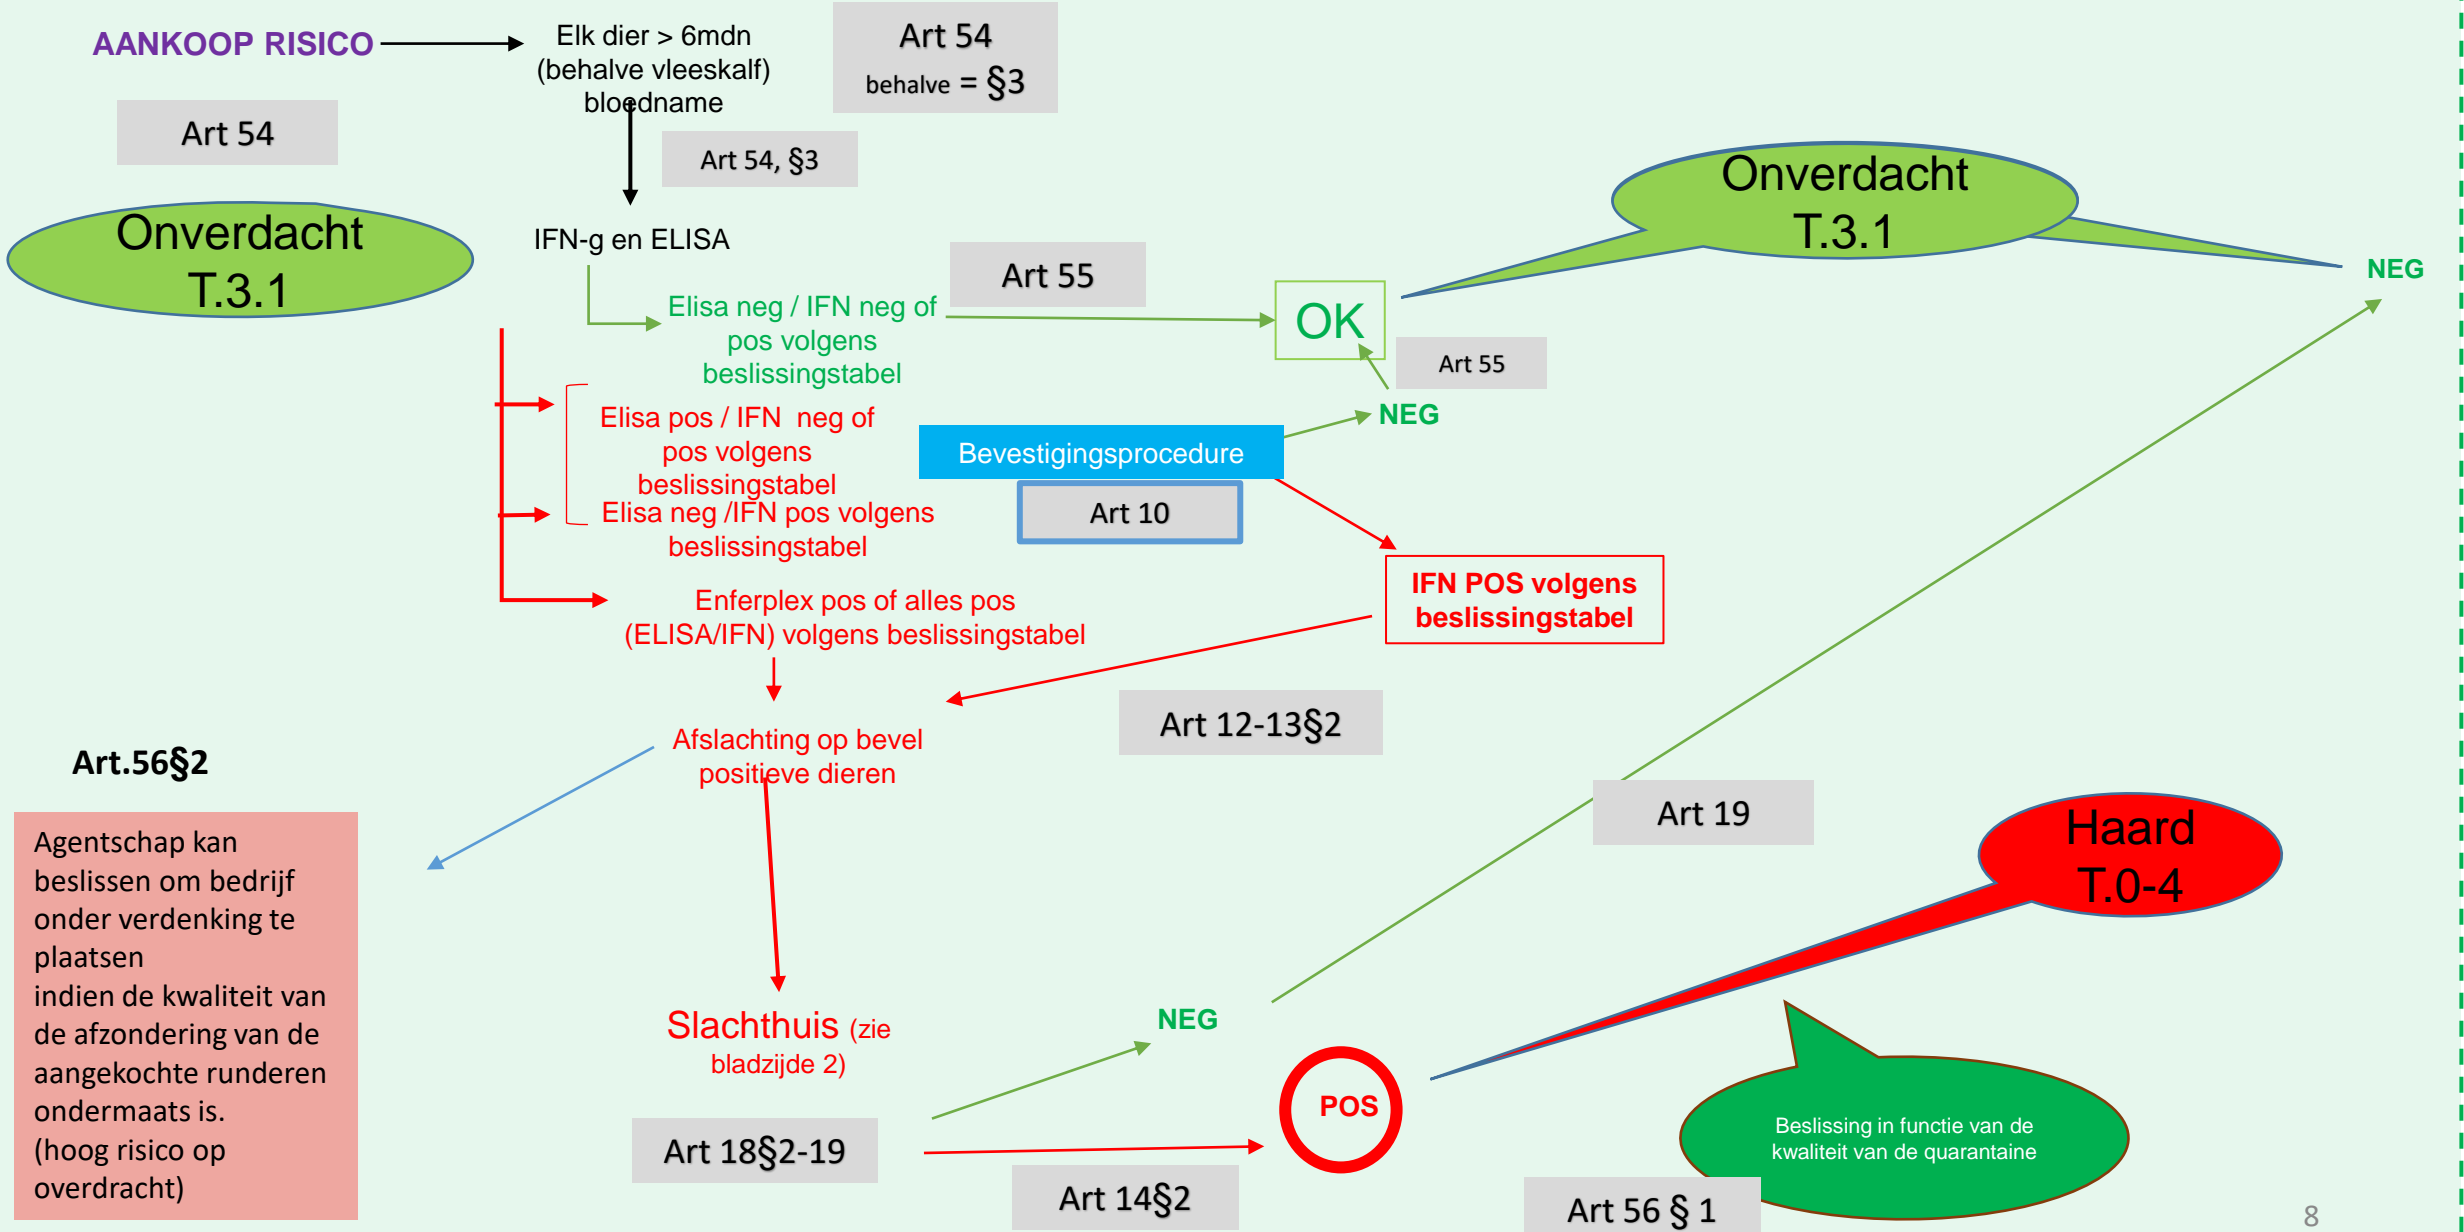 AANKOOP RISICO
Elk dier > 6mdn
(behalve vleeskalf)
bloedname
Art 54
behalve = §3
Art 54
Art 54, §3
Onverdacht
T.3.1
Onverdacht
T.3.1
IFN-g en ELISA
Art 55
NEG
Elisa neg / IFN neg of
pos volgens
beslissingstabel
OK
Art 55
NEG
Elisa pos / IFN neg of
pos volgens
beslissingstabel
Elisa neg /IFN pos volgens
beslissingstabel
Bevestigingsprocedure
Art 10
IFN POS volgens
beslissingstabel
Enferplex pos of alles pos
(ELISA/IFN) volgens beslissingstabel
Art 12-13§2
Afslachting op bevel
positieve dieren
Art.56§2
Agentschap kan
beslissen om bedrijf
onder verdenking te
plaatsen
indien de kwaliteit van
de afzondering van de
aangekochte runderen
ondermaats is.
(hoog risico op
overdracht)
Art 19
Haard
T.0-4
Slachthuis (zie
bladzijde 2)
NEG
POS
Art 18§2-19
Art 14§2
Beslissing in functie van de
kwaliteit van de quarantaine
Art 56 § 1
8